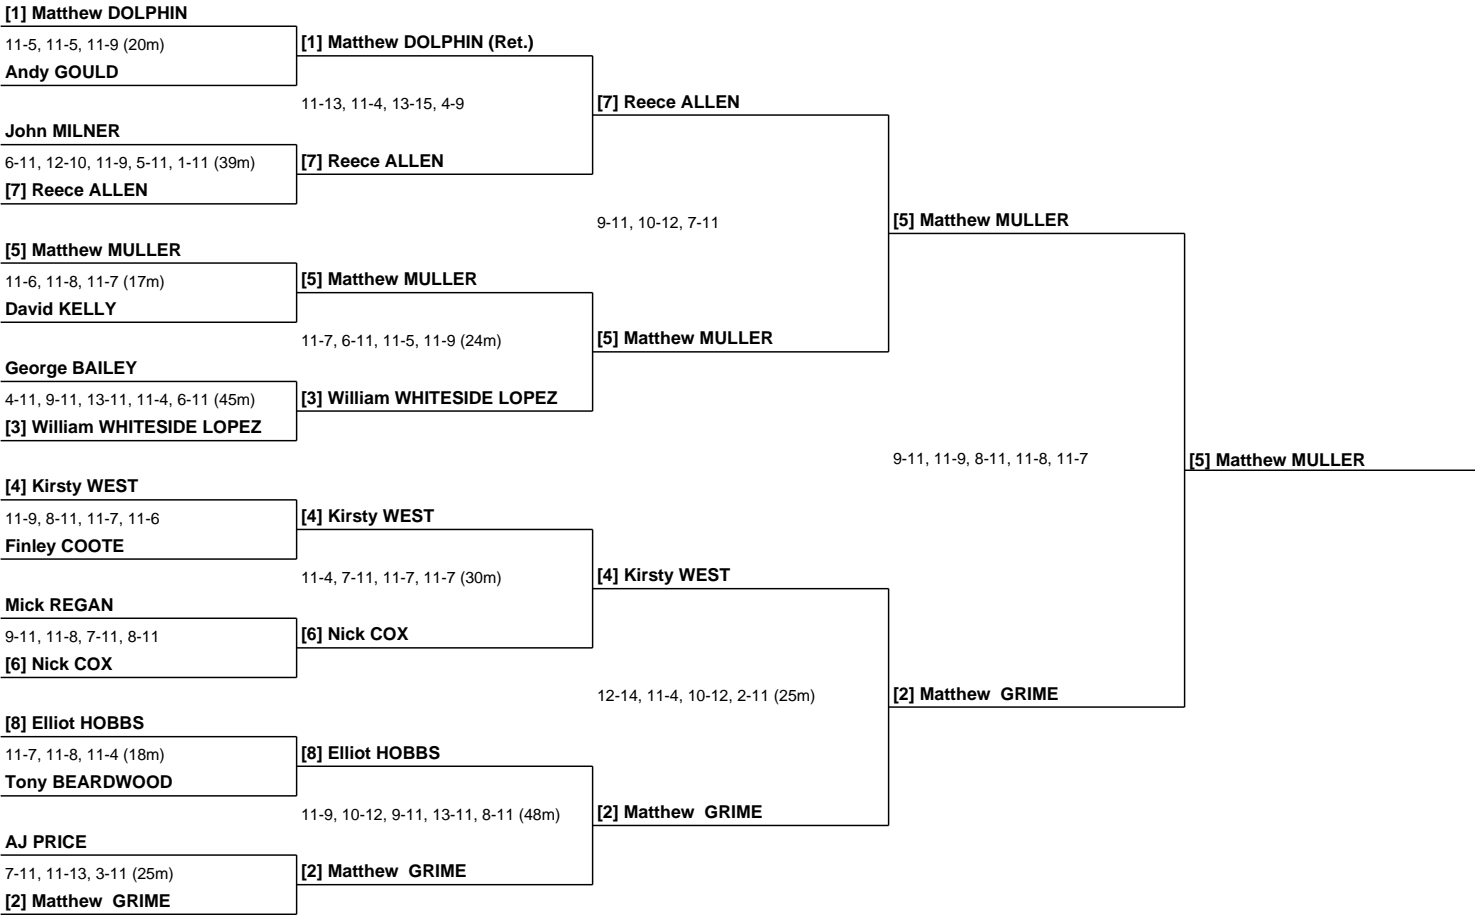 [1] Matthew DOLPHIN
11-5, 11-5, 11-9 (20m)
Andy GOULD
John MILNER
6-11, 12-10, 11-9, 5-11, 1-11 (39m)
[7] Reece ALLEN
[5] Matthew MULLER
11-6, 11-8, 11-7 (17m)
David KELLY
George BAILEY
4-11, 9-11, 13-11, 11-4, 6-11 (45m)
[3] William WHITESIDE LOPEZ
[4] Kirsty WEST
11-9, 8-11, 11-7, 11-6
Finley COOTE
Mick REGAN
9-11, 11-8, 7-11, 8-11
[6] Nick COX
[8] Elliot HOBBS
11-7, 11-8, 11-4 (18m)
Tony BEARDWOOD
AJ PRICE
7-11, 11-13, 3-11 (25m)
[2] Matthew  GRIME
[1] Matthew DOLPHIN (Ret.)
11-13, 11-4, 13-15, 4-9
[7] Reece ALLEN
[5] Matthew MULLER
11-7, 6-11, 11-5, 11-9 (24m)
[3] William WHITESIDE LOPEZ
[4] Kirsty WEST
11-4, 7-11, 11-7, 11-7 (30m)
[6] Nick COX
[8] Elliot HOBBS
11-9, 10-12, 9-11, 13-11, 8-11 (48m)
[2] Matthew  GRIME
[7] Reece ALLEN
9-11, 10-12, 7-11
[5] Matthew MULLER
[4] Kirsty WEST
12-14, 11-4, 10-12, 2-11 (25m)
[2] Matthew  GRIME
[5] Matthew MULLER
9-11, 11-9, 8-11, 11-8, 11-7
[2] Matthew  GRIME
[5] Matthew MULLER